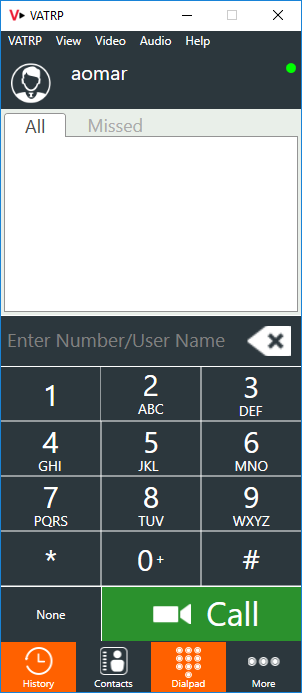 VATRP
VATRP View Video Audio Help
aomar
All Missed
Enter Number/User Name
1 2 3
ABC DEF
4 5 6
GHI JKL MNO
7 8 9
PQRS TUV WXYZ
* 0+ #
None Call
History Contacts Dialpad More